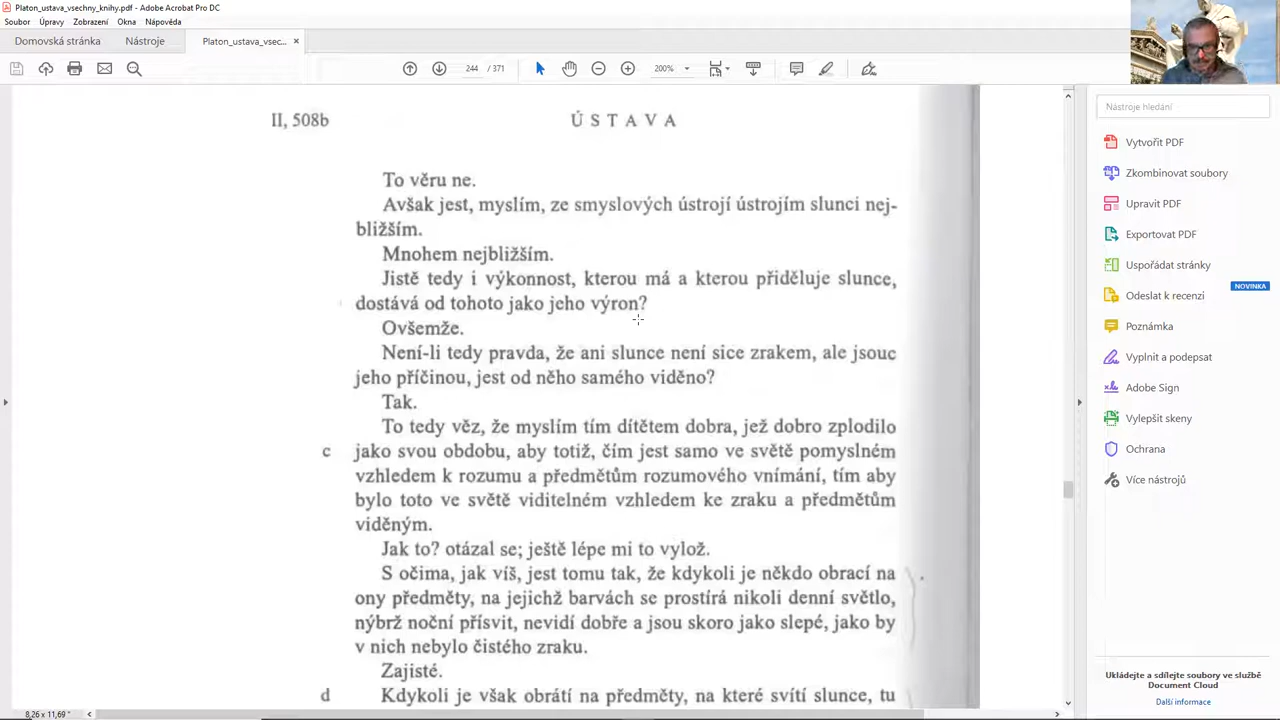 Platon_ustava_vsechny_knihy.pdf - Adobe Acrobat Pro DC
Soubor Úpravy Zobrazení Okna Nápověda
Domovská stránka Nástroje Platon_ustava_vsec... ×
244 / 371 200%
II, 508b ÚSTAVA
To věru ne.
Avšak jest, myslím, ze smyslových ústrojí ústrojím slunci nej-
bližším.
Mnohem nejbližším.
Jistě tedy i výkonnost, kterou má a kterou přiděluje slunce,
dostává od tohoto jako jeho výron?
Ovšemže.
Není-li tedy pravda, že ani slunce není sice zrakem, ale jsouc
jeho příčinou, jest od něho samého viděno?
Tak.
To tedy věz, že myslím tím dítětem dobra, jež dobro zplodilo
c jako svou obdobu, aby totiž, čím jest samo ve světě pomyslném
vzhledem k rozumu a předmětům rozumového vnímání, tím aby
bylo toto ve světě viditelném vzhledem ke zraku a předmětům
viděným.
Jak to? otázal se; ještě lépe mi to vylož.
S očima, jak víš, jest tomu tak, že kdykoli je někdo obrací na
ony předměty, na jejichž barvách se prostírá nikoli denní světlo,
nýbrž noční přísvit, nevidí dobře a jsou skoro jako slepé, jako by
v nich nebylo čistého zraku.
Zajisté.
d Kdykoli je však obrátí na předměty, na které svítí slunce, tu
8,26 x 11,69"
Nástroje hledání
Vytvořit PDF
Zkombinovat soubory
Upravit PDF
Exportovat PDF
Uspořádat stránky
Odeslat k recenzi NOVINKA
Poznámka
Vyplnit a podepsat
Adobe Sign
Vylepšit skeny
Ochrana
Více nástrojů
Ukládejte a sdílejte soubory ve službě
Document Cloud
Další informace